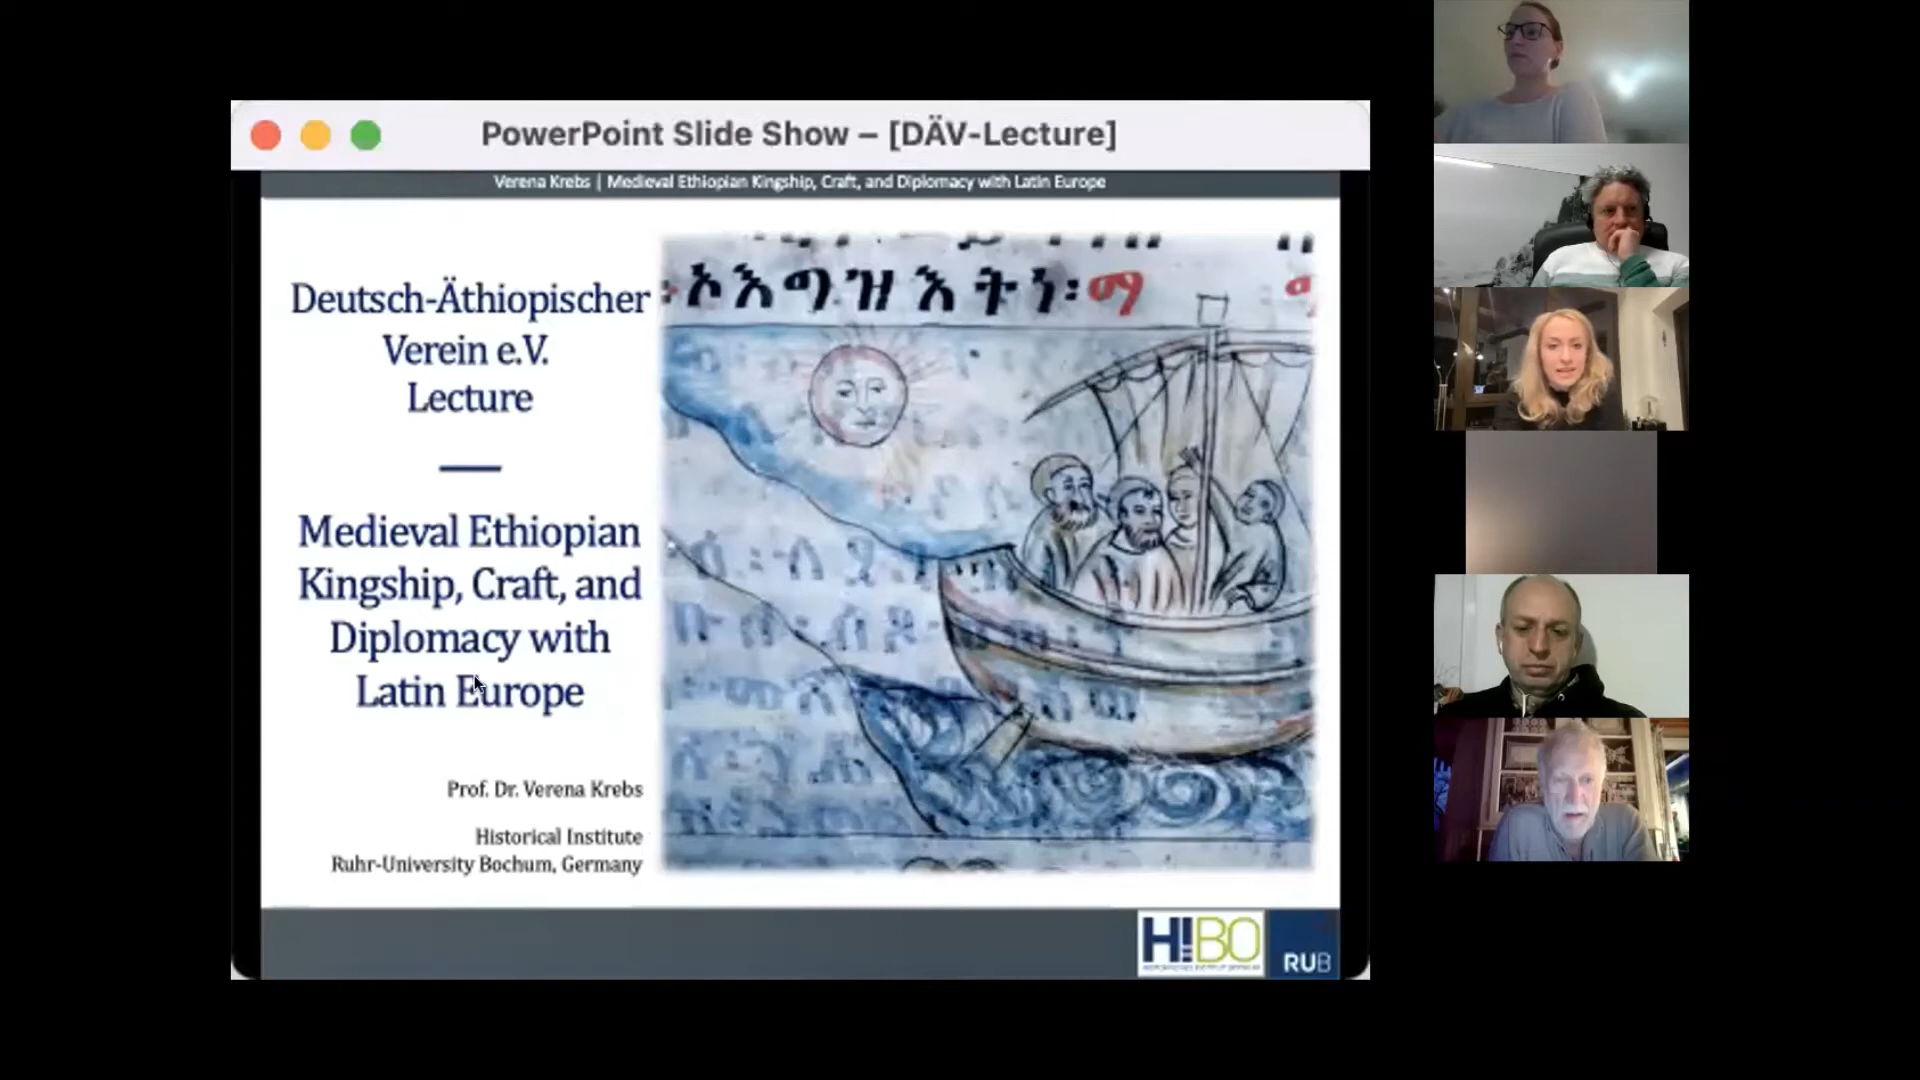 PowerPoint Slide Show – [DÄV-Lecture]
Verena Krebs | Medieval Ethiopian Kingship, Craft, and Diplomacy with Latin Europe
Deutsch-Äthiopischer
Verein e.V.
Lecture
Medieval Ethiopian
Kingship, Craft, and
Diplomacy with
Latin Europe
Prof. Dr. Verena Krebs
Historical Institute
Ruhr-University Bochum, Germany
፡ኦእግዝእትነ፡ማ
H!BO
RUB